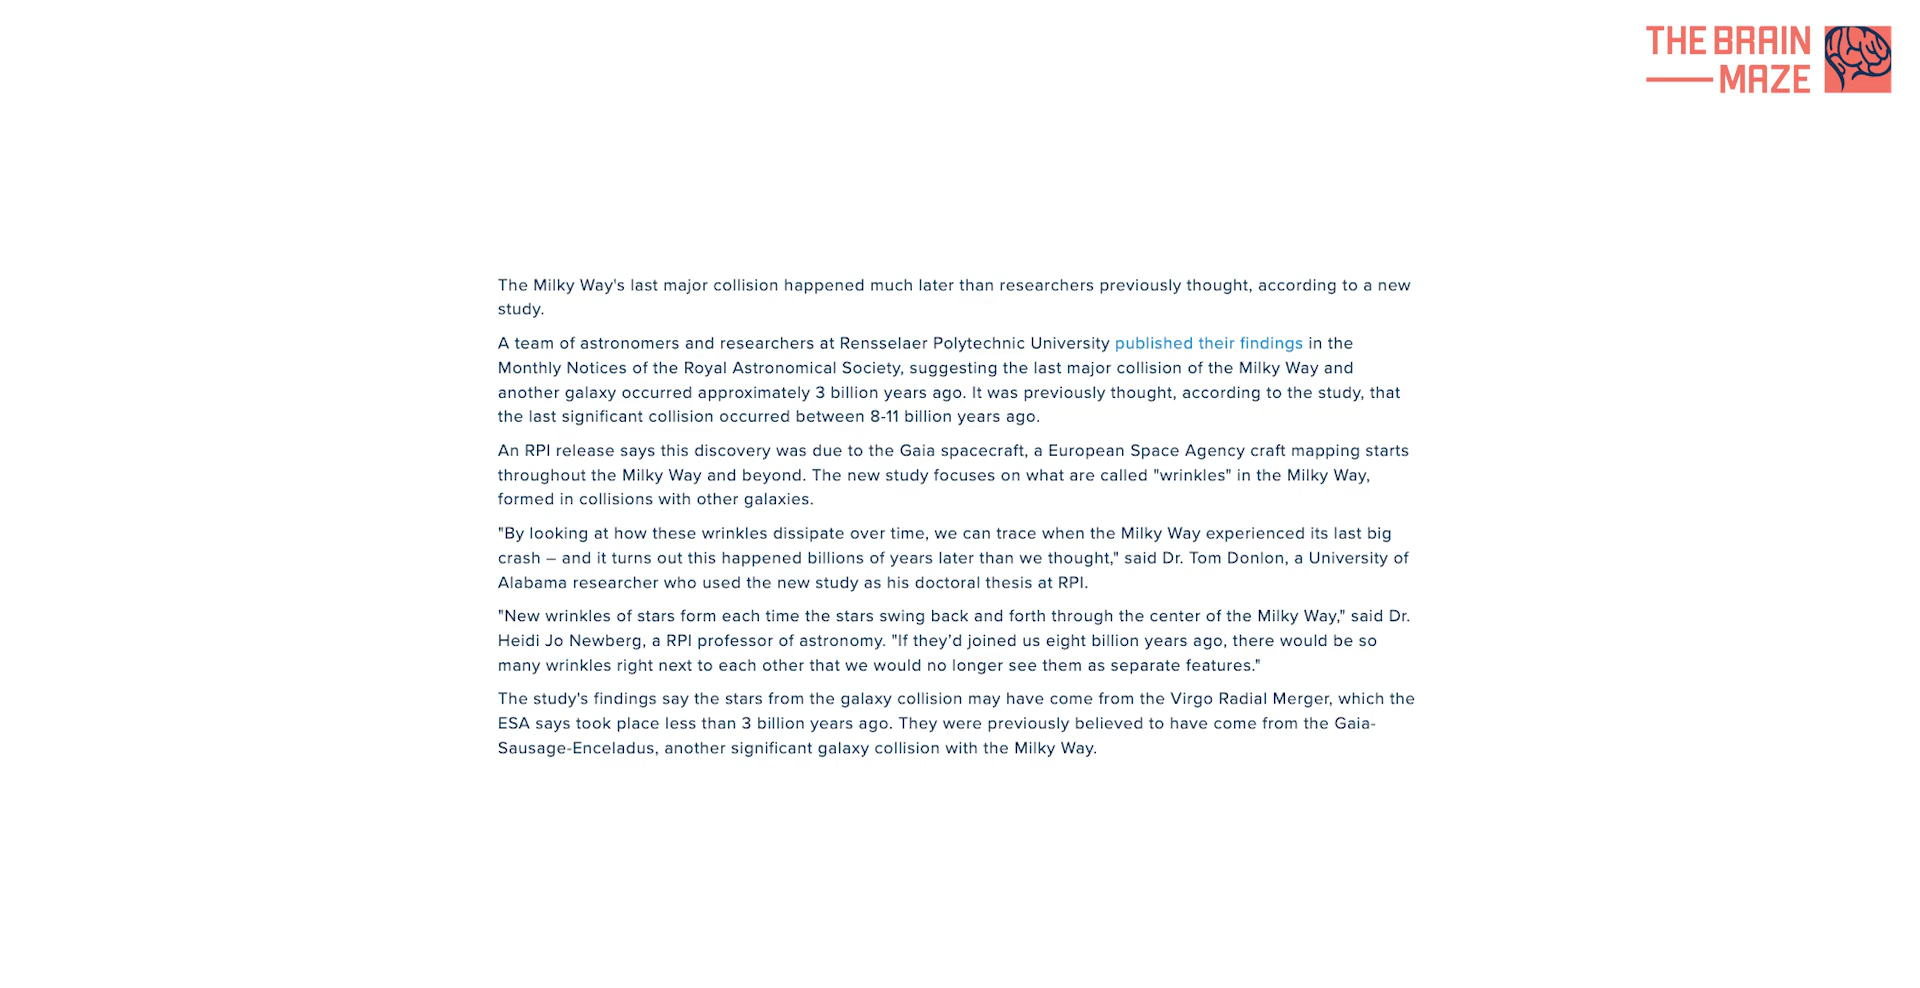 THE BRAIN
MAZE
The Milky Way's last major collision happened much later than researchers previously thought, according to a new
study.
A team of astronomers and researchers at Rensselaer Polytechnic University published their findings in the
Monthly Notices of the Royal Astronomical Society, suggesting the last major collision of the Milky Way and
another galaxy occurred approximately 3 billion years ago. It was previously thought, according to the study, that
the last significant collision occurred between 8-11 billion years ago.
An RPI release says this discovery was due to the Gaia spacecraft, a European Space Agency craft mapping starts
throughout the Milky Way and beyond. The new study focuses on what are called "wrinkles" in the Milky Way,
formed in collisions with other galaxies.
"By looking at how these wrinkles dissipate over time, we can trace when the Milky Way experienced its last big
crash – and it turns out this happened billions of years later than we thought," said Dr. Tom Donlon, a University of
Alabama researcher who used the new study as his doctoral thesis at RPI.
"New wrinkles of stars form each time the stars swing back and forth through the center of the Milky Way," said Dr.
Heidi Jo Newberg, a RPI professor of astronomy. "If they’d joined us eight billion years ago, there would be so
many wrinkles right next to each other that we would no longer see them as separate features."
The study's findings say the stars from the galaxy collision may have come from the Virgo Radial Merger, which the
ESA says took place less than 3 billion years ago. They were previously believed to have come from the Gaia-
Sausage-Enceladus, another significant galaxy collision with the Milky Way.